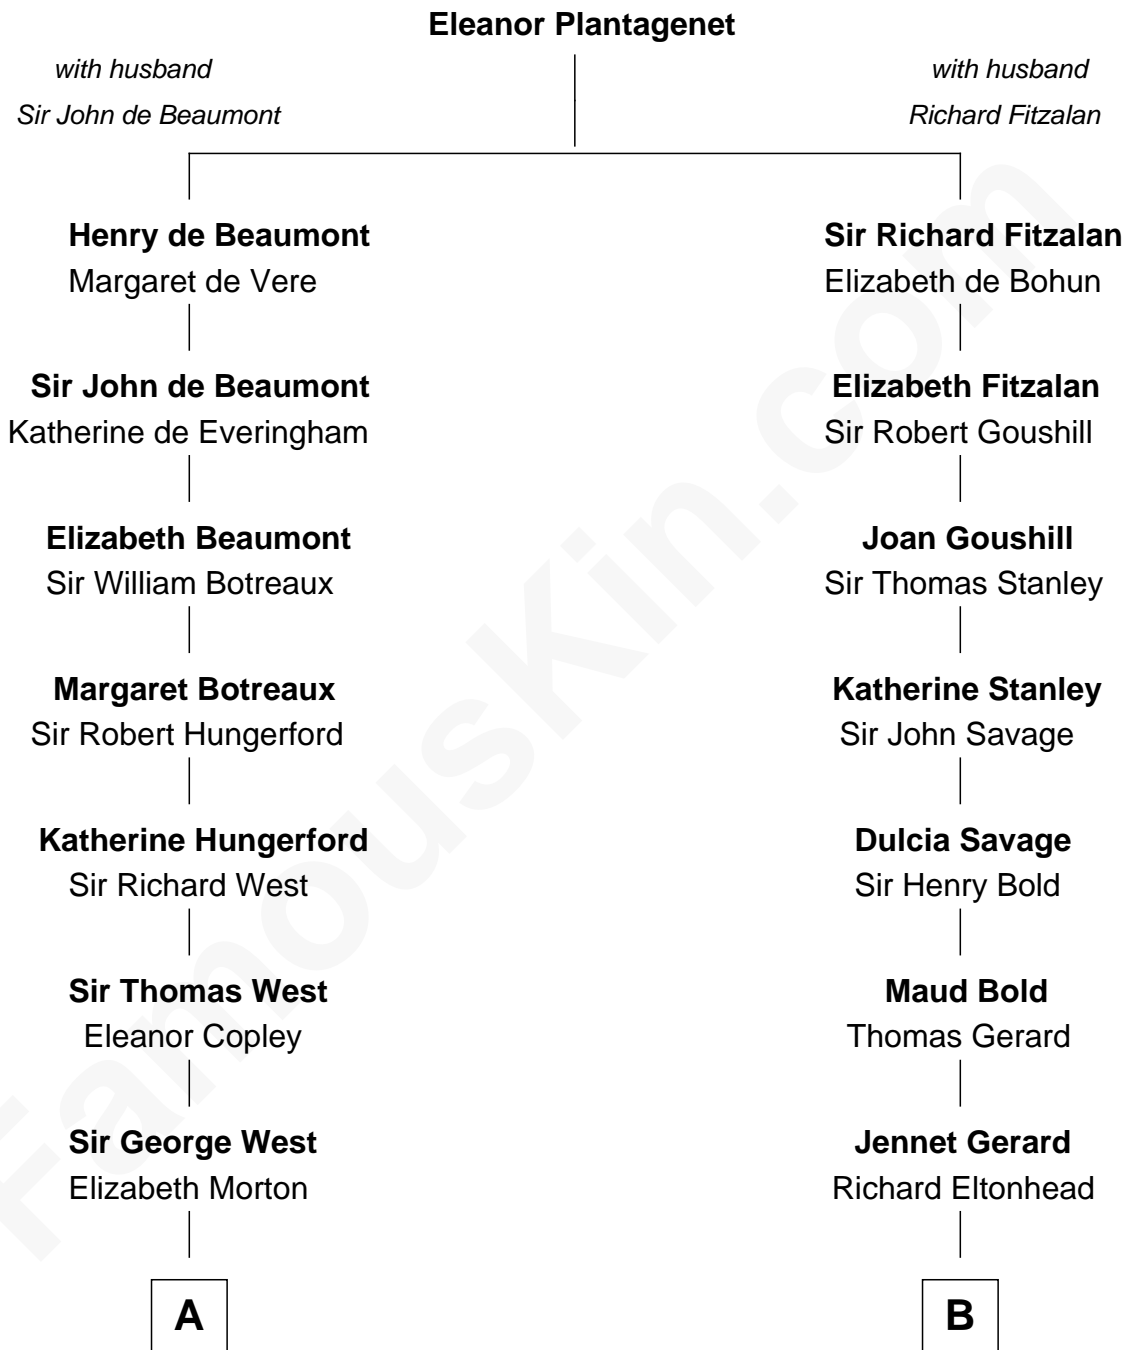 Eleanor Plantagenet
with husband
Sir John de Beaumont
with husband
Richard Fitzalan
Henry de Beaumont
Margaret de Vere
Sir Richard Fitzalan
Elizabeth de Bohun
Sir John de Beaumont
Katherine de Everingham
Elizabeth Fitzalan
Sir Robert Goushill
Elizabeth Beaumont
Sir William Botreaux
Joan Goushill
Sir Thomas Stanley
Margaret Botreaux
Sir Robert Hungerford
Katherine Stanley
Sir John Savage
Katherine Hungerford
Sir Richard West
Dulcia Savage
Sir Henry Bold
Sir Thomas West
Eleanor Copley
Maud Bold
Thomas Gerard
Sir George West
Elizabeth Morton
Jennet Gerard
Richard Eltonhead
A
B
FamousKin.com